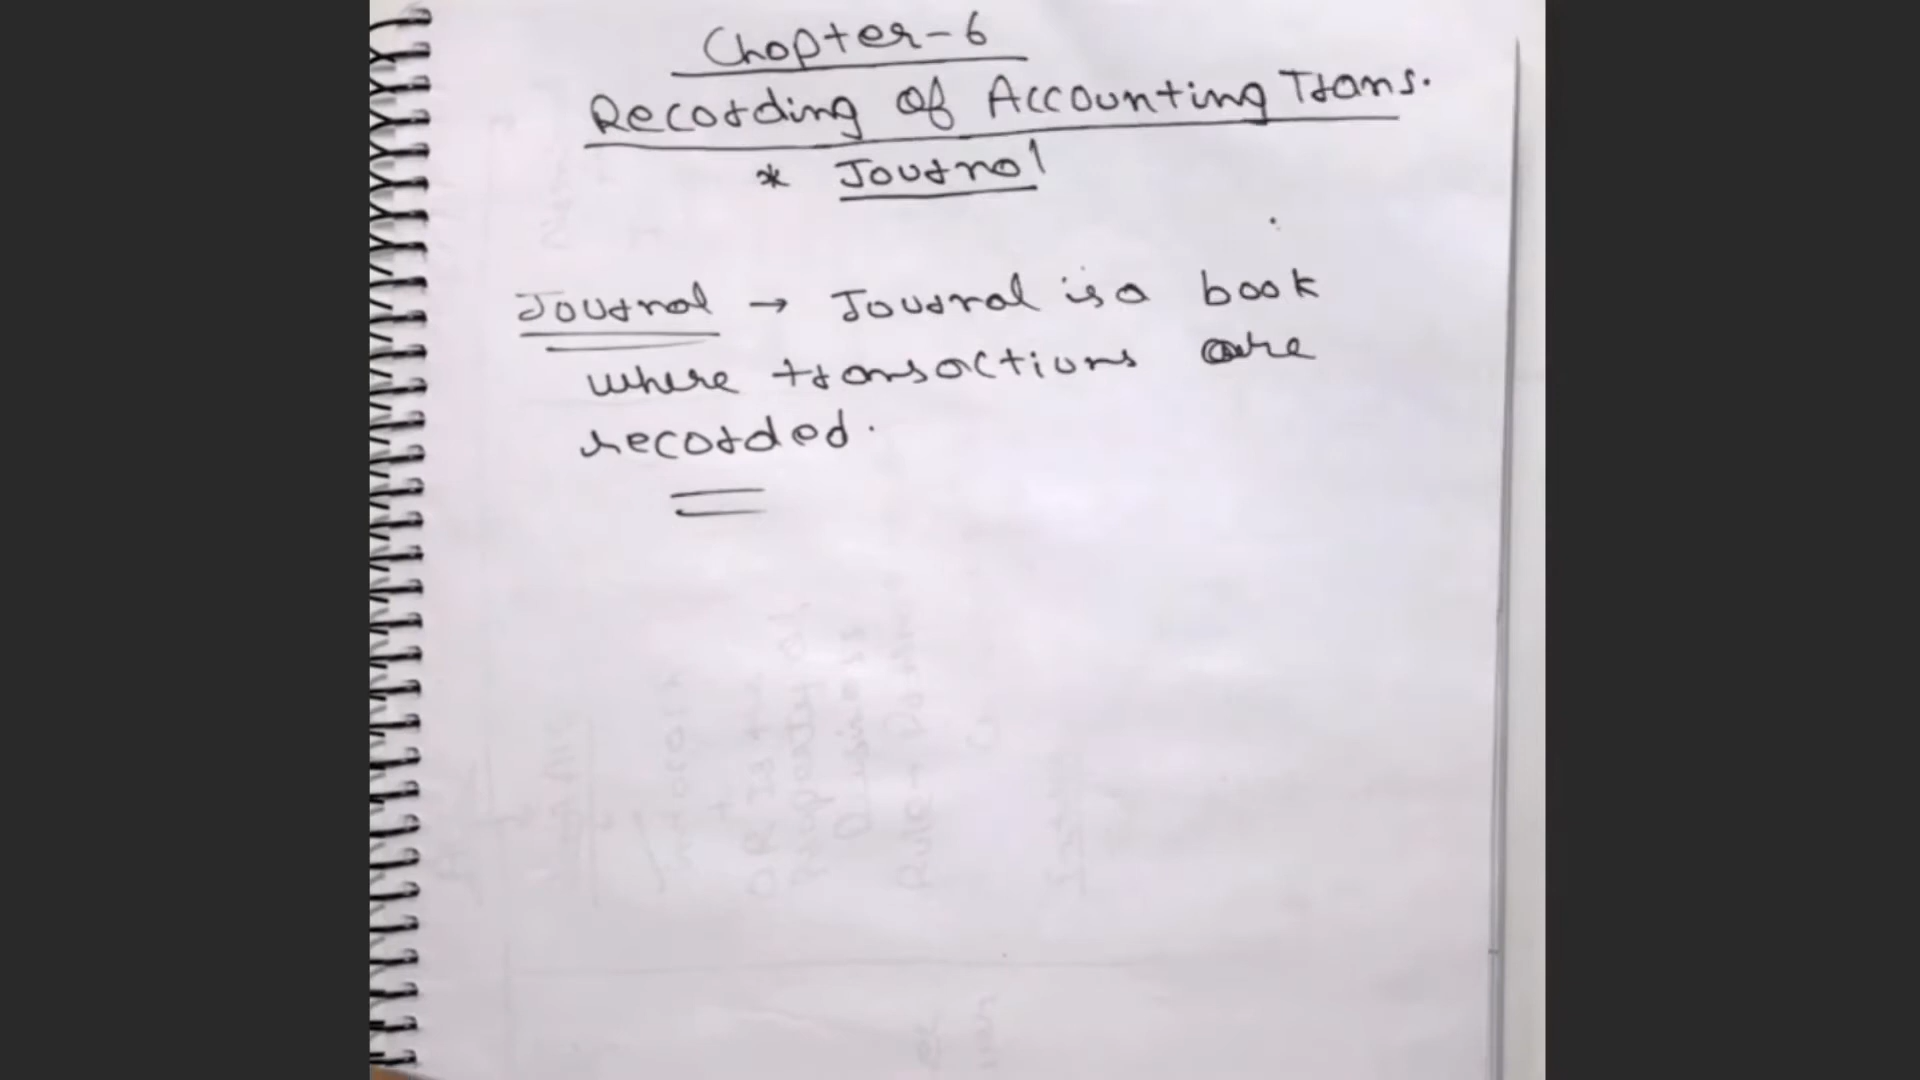 Chapter-6
Recording of Accounting Trans.
* Journal
Journal → Journal is a book
where transactions are
recorded.